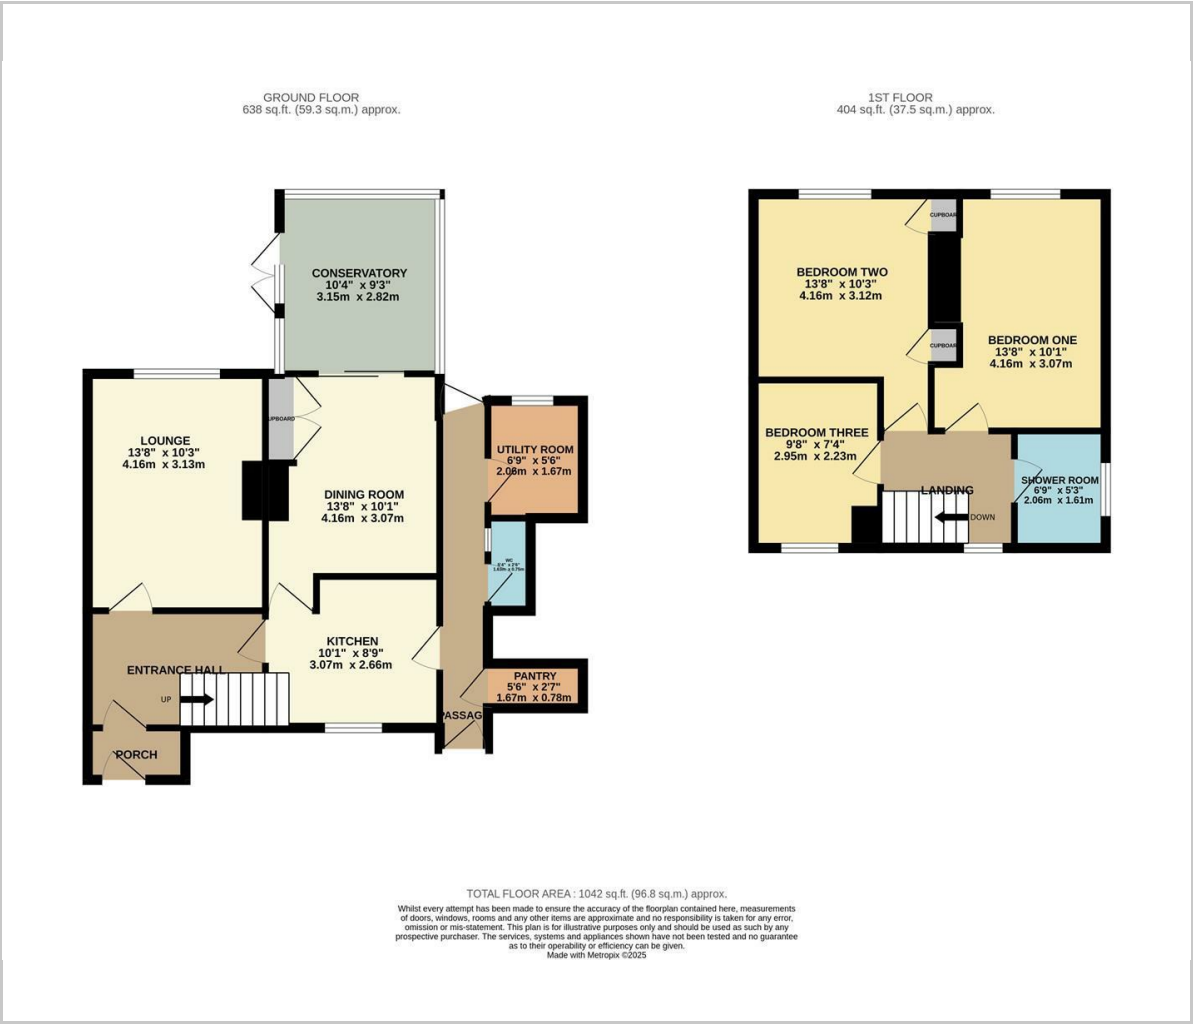 GROUND FLOOR
638 sq.ft. (59.3 sq.m.) approx.
1ST FLOOR
404 sq.ft. (37.5 sq.m.) approx.
CONSERVATORY
10'4" x 9'3"
3.15m x 2.82m
LOUNGE
13'8" x 10'3"
4.16m x 3.13m
UPBOARD
DINING ROOM
13'8" x 10'1"
4.16m x 3.07m
UTILITY ROOM
6'9" x 5'6"
2.06m x 1.67m
WC
KITCHEN
10'1" x 8'9"
3.07m x 2.66m
ENTRANCE HALL
UP
PANTRY
5'6" x 2'7"
1.67m x 0.78m
ASSAG
PORCH
BEDROOM TWO
13'8" x 10'3"
4.16m x 3.12m
CUPBOAR
CUPBOAR
BEDROOM ONE
13'8" x 10'1"
4.16m x 3.07m
BEDROOM THREE
9'8" x 7'4"
2.95m x 2.23m
LANDING
DOWN
SHOWER ROOM
6'9" x 5'3"
2.06m x 1.61m
TOTAL FLOOR AREA : 1042 sq.ft. (96.8 sq.m.) approx.
Whilst every attempt has been made to ensure the accuracy of the floorplan contained here, measurements
of doors, windows, rooms and any other items are approximate and no responsibility is taken for any error,
omission or mis-statement. This plan is for illustrative purposes only and should be used as such by any
prospective purchaser. The services, systems and appliances shown have not been tested and no guarantee
as to their operability or efficiency can be given.
Made with Metropix ©2025